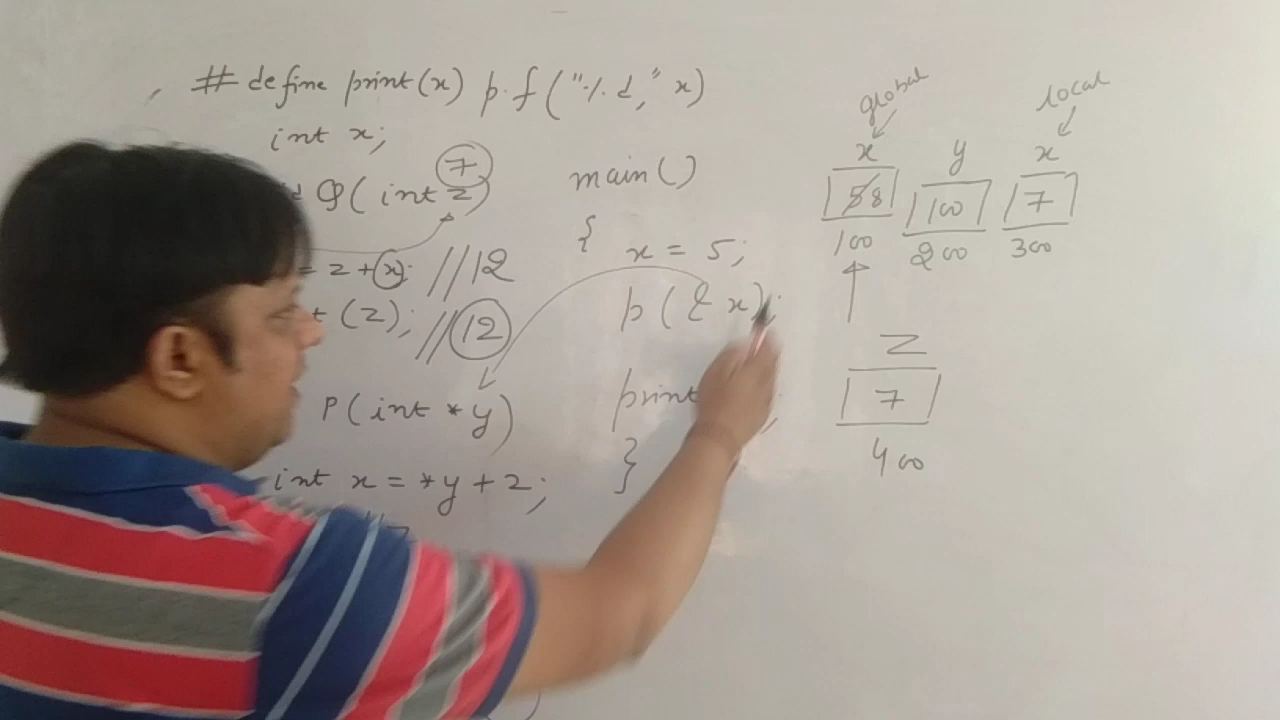 # define print(x) p.f("%d," x)
int x;
7
Q( int z)
= z + x; //12
(z);
//12
P(int *y)
int x = *y + 2;
main()
{
x = 5;
p(&x);
print
;
}
global
local
x y x
5 8 100 7
100 200 300
z
7
400